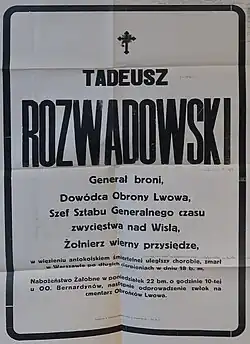 TADEUSZ
ROZWADOWSKI
Generał broni,
Dowódca Obrony Lwowa,
Szef Sztabu Generalnego czasu
zwycięstwa nad Wisłą,
Żołnierz wierny przysiędze,
w więzieniu antokolskiem śmiertelnej uległszy chorobie, zmarł
w Warszawie po długich cierpieniach w dniu 18 b. m.
Nabożeństwo Żałobne w poniedziałek 22 bm. o godzinie 10-tej
u OO. Bernardynów, następnie odprowadzenie zwłok na
cmentarz Obrońców Lwowa.